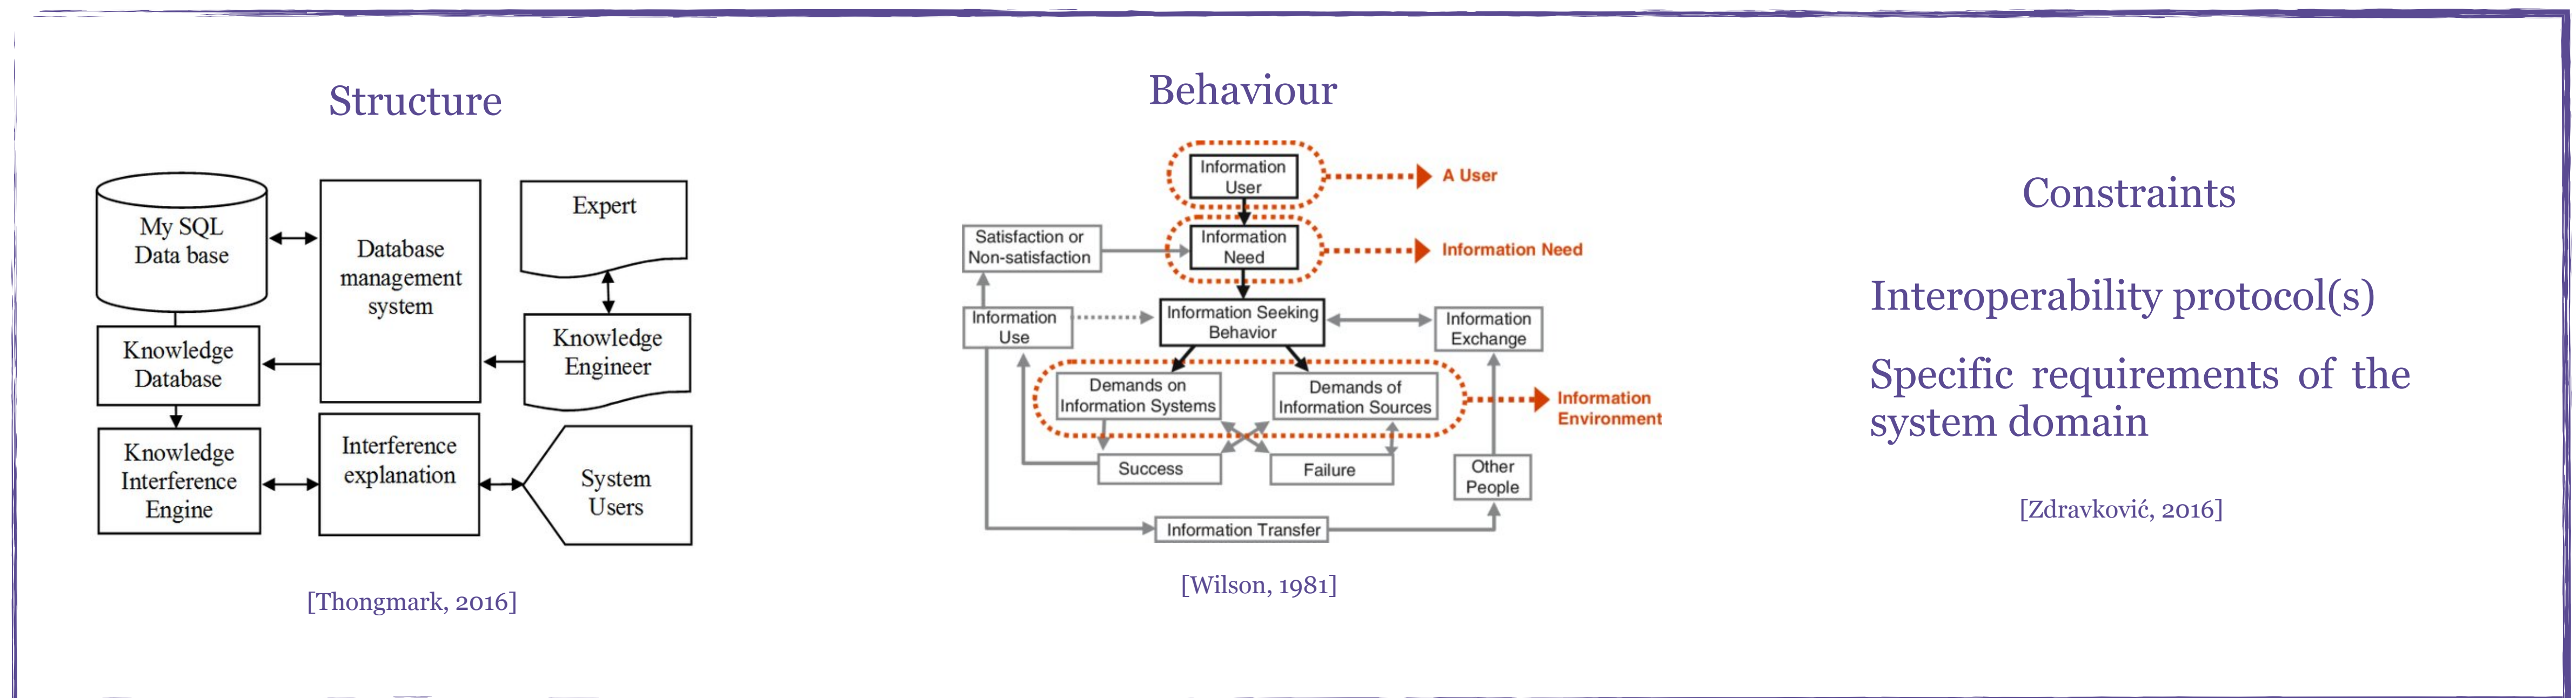 Structure
My SQL
Data base
Database
management
system
Expert
Knowledge
Database
Knowledge
Engineer
Knowledge
Interference
Engine
Interference
explanation
System
Users
[Thongmark, 2016]
Behaviour
Information
User
A User
Satisfaction or
Non-satisfaction
Information
Need
Information Need
Information
Use
Information Seeking
Behavior
Information
Exchange
Demands on
Information Systems
Demands of
Information Sources
Information
Environment
Success
Failure
Other
People
Information Transfer
[Wilson, 1981]
Constraints
Interoperability protocol(s)
Specific requirements of the
system domain
[Zdravković, 2016]